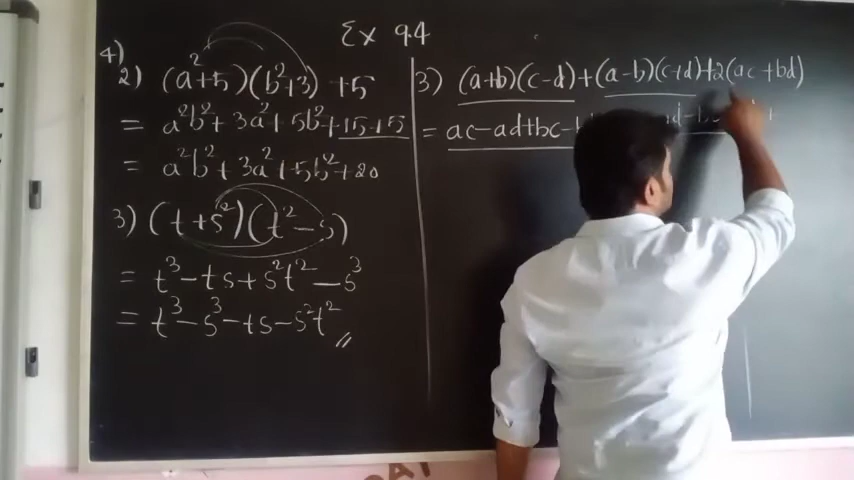 Ex 9.4
4)
2) (a²+5)(b²+3)+5
= a²b²+3a²+5b²+15+5
= a²b²+3a²+5b²+20
3) (t+s²)(t²-s)
= t³-ts+s²t²-s³
= t³-s³-ts-s²t²
3) (a+b)(c-d)+(a-b)(c+d)+2(ac+bd)
= ac-ad+bc-